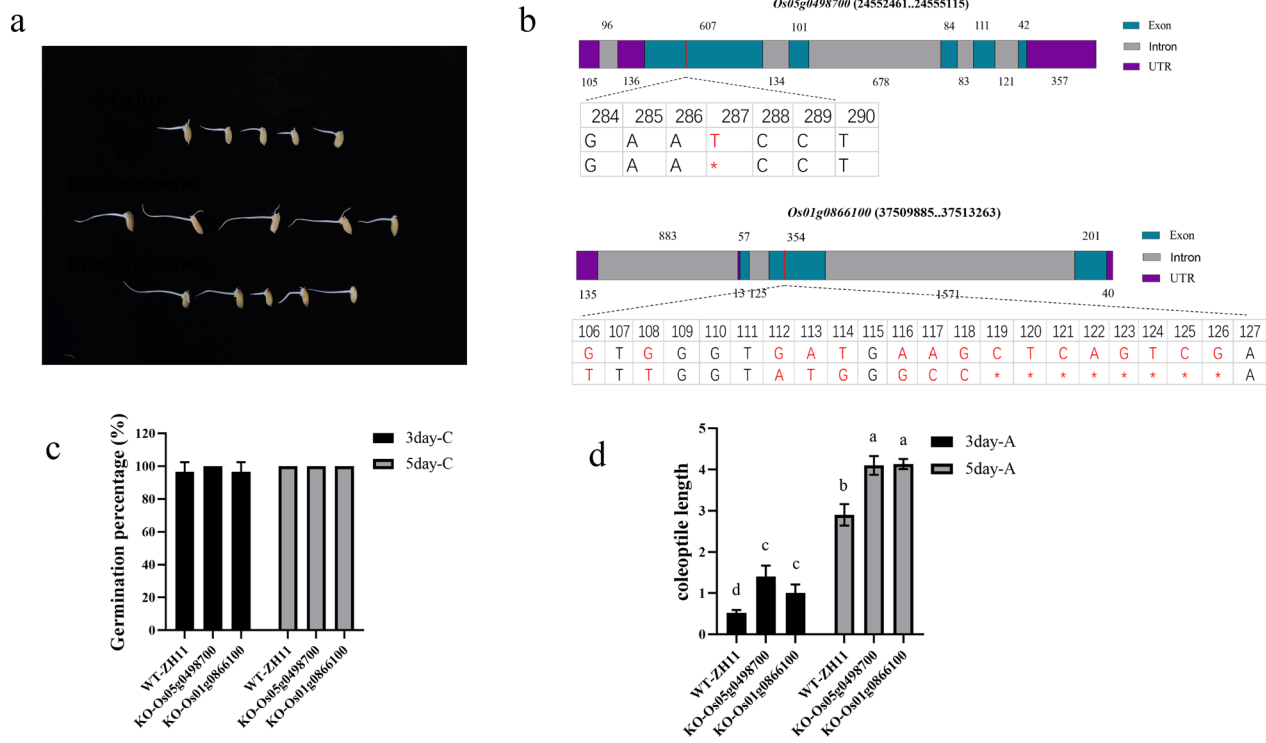 a
WT-ZH11
KO-Os05g0498700
KO-Os01g0866100
b
Os05g0498700 (24552461..24555115)
96 607 101 84 111 42
105 136 134 678 83 121 357
Exon
Intron
UTR
284 285 286 287 288 289 290
G A A T C C T
G A A * C C T
Os01g0866100 (37509885..37513263)
883 57 354 201
135 13 125 1571 40
Exon
Intron
UTR
106 107 108 109 110 111 112 113 114 115 116 117 118 119 120 121 122 123 124 125 126 127
G T G G G T G A T G A A G C T C A G T C G A
T T T G G T A T G G G C C * * * * * * * * A
c
Germination percentage (%)
120
100
80
60
40
20
0
3day-C
5day-C
WT-ZH11
KO-Os05g0498700
KO-Os01g0866100
WT-ZH11
KO-Os05g0498700
KO-Os01g0866100
d
coleoptile length
5
4
3
2
1
0
d c c b a a
3day-A
5day-A
WT-ZH11
KO-Os05g0498700
KO-Os01g0866100
WT-ZH11
KO-Os05g0498700
KO-Os01g0866100